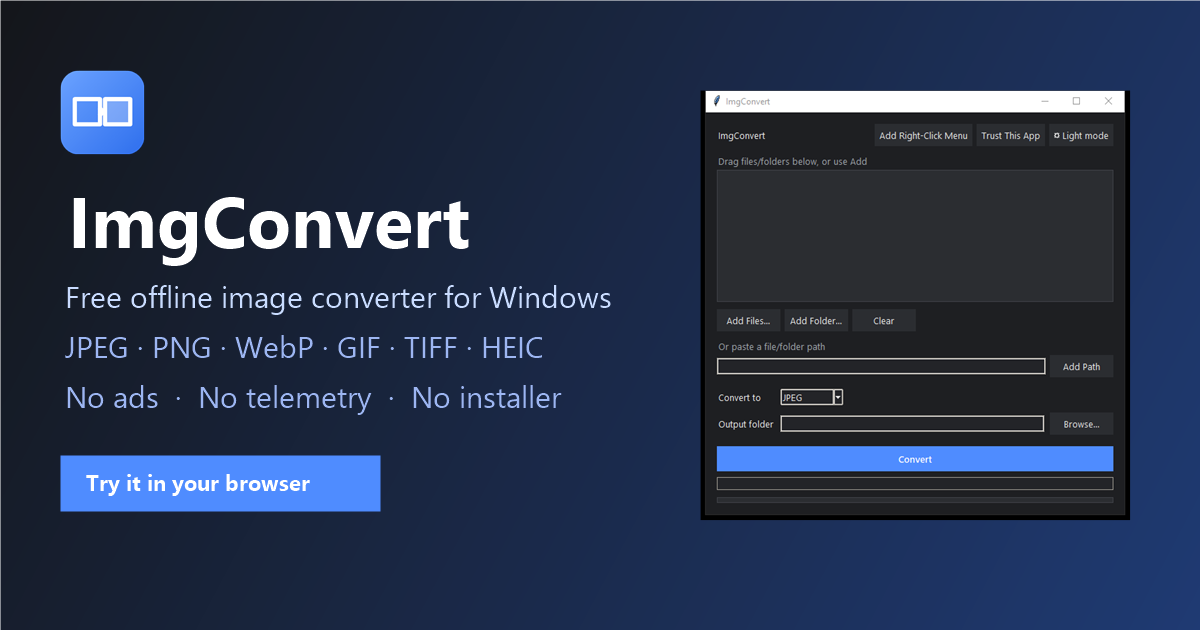 ImgConvert
Free offline image converter for Windows
JPEG · PNG · WebP · GIF · TIFF · HEIC
No ads · No telemetry · No installer
Try it in your browser
ImgConvert
ImgConvert
Add Right-Click Menu
Trust This App
Light mode
Drag files/folders below, or use Add
Add Files...
Add Folder...
Clear
Or paste a file/folder path
Add Path
Convert to
JPEG
Output folder
Browse...
Convert